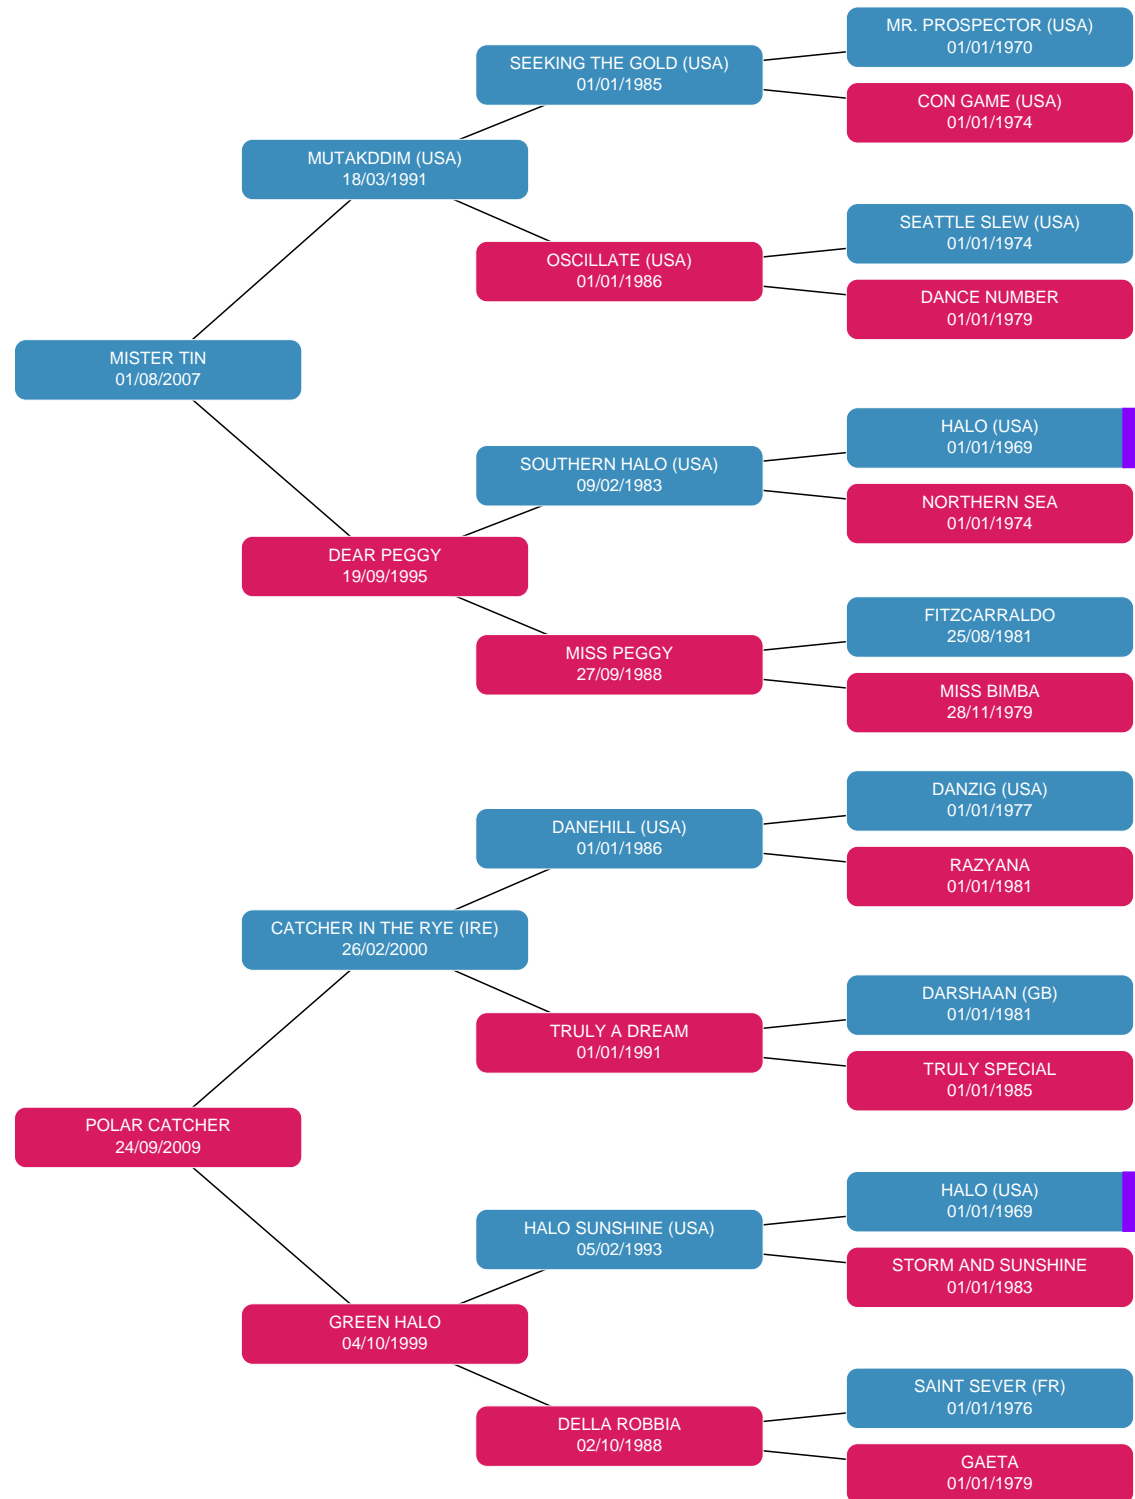 MR. PROSPECTOR (USA)
01/01/1970
SEEKING THE GOLD (USA)
01/01/1985
CON GAME (USA)
01/01/1974
MUTAKDDIM (USA)
18/03/1991
SEATTLE SLEW (USA)
01/01/1974
OSCILLATE (USA)
01/01/1986
DANCE NUMBER
01/01/1979
MISTER TIN
01/08/2007
HALO (USA)
01/01/1969
SOUTHERN HALO (USA)
09/02/1983
NORTHERN SEA
01/01/1974
DEAR PEGGY
19/09/1995
FITZCARRALDO
25/08/1981
MISS PEGGY
27/09/1988
MISS BIMBA
28/11/1979
DANZIG (USA)
01/01/1977
DANEHILL (USA)
01/01/1986
RAZYANA
01/01/1981
CATCHER IN THE RYE (IRE)
26/02/2000
DARSHAAN (GB)
01/01/1981
TRULY A DREAM
01/01/1991
TRULY SPECIAL
01/01/1985
POLAR CATCHER
24/09/2009
HALO (USA)
01/01/1969
HALO SUNSHINE (USA)
05/02/1993
STORM AND SUNSHINE
01/01/1983
GREEN HALO
04/10/1999
SAINT SEVER (FR)
01/01/1976
DELLA ROBBIA
02/10/1988
GAETA
01/01/1979